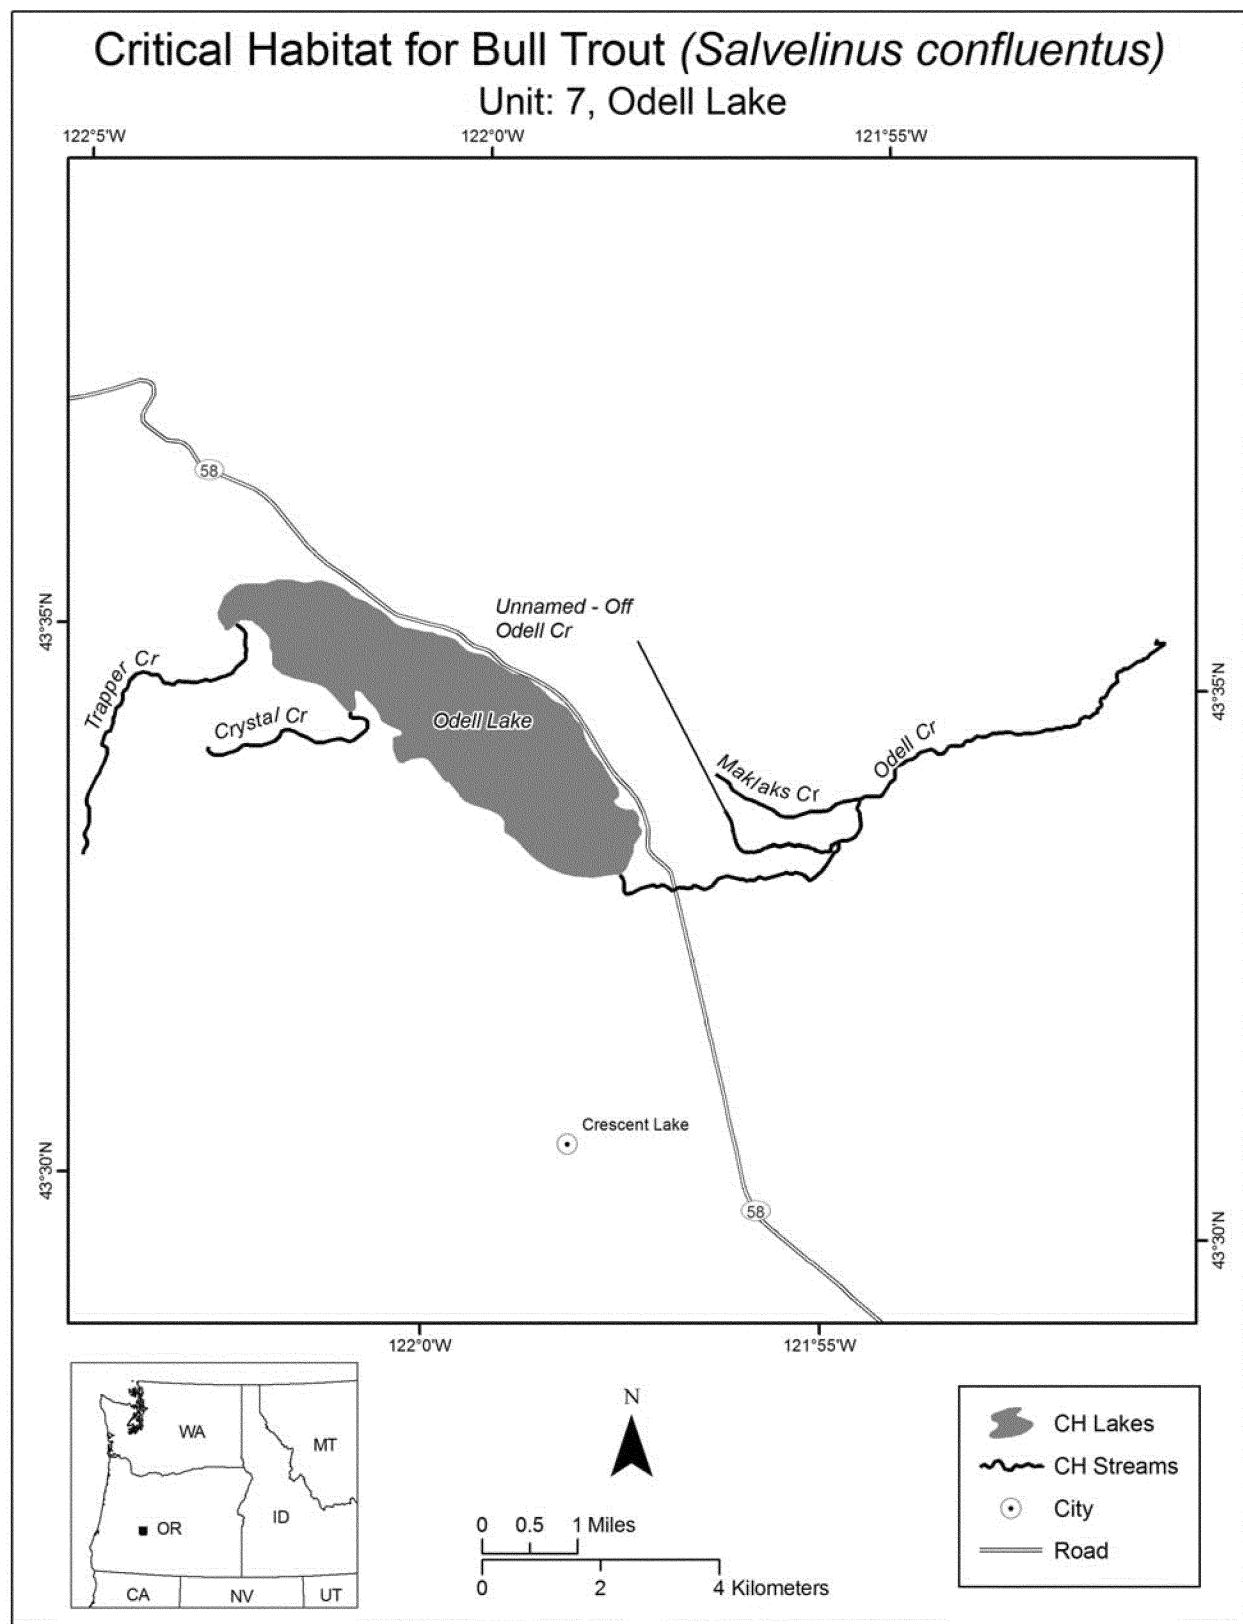 Critical Habitat for Bull Trout (Salvelinus confluentus)
Unit: 7, Odell Lake
122°5'W
122°0'W
121°55'W
58
43°35'N
Unnamed - Off
Odell Cr
Trapper Cr
43°35'N
Crystal Cr
Odell Lake
Odell Cr
Maklaks Cr
Crescent Lake
43°30'N
58
43°30'N
122°0'W
121°55'W
WA
MT
OR
ID
CA
NV
UT
N
0 0.5 1 Miles
0 2 4 Kilometers
CH Lakes
CH Streams
City
Road